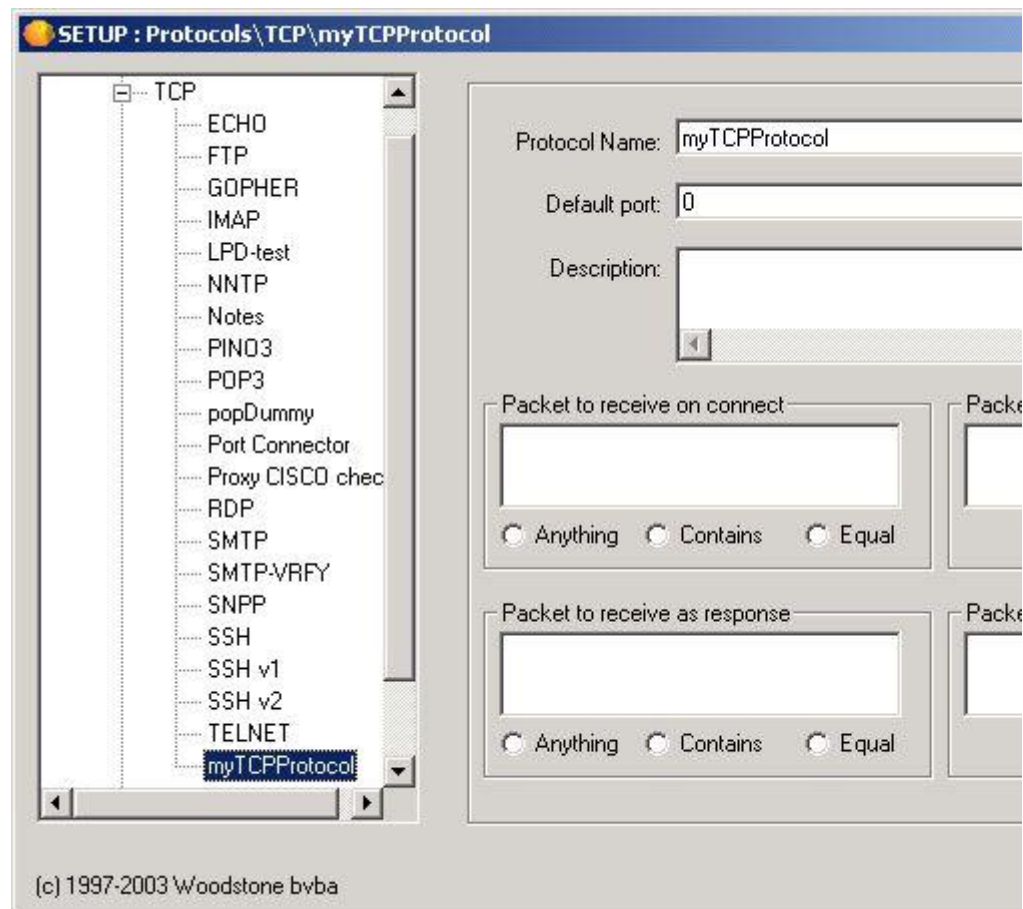 SETUP : Protocols\TCP\myTCPProtocol
TCP
ECHO
FTP
GOPHER
IMAP
LPD-test
NNTP
Notes
PINO3
POP3
popDummy
Port Connector
Proxy CISCO chec
RDP
SMTP
SMTP-VRFY
SNPP
SSH
SSH v1
SSH v2
TELNET
myTCPProtocol
Protocol Name: myTCPProtocol
Default port: 0
Description:
Packet to receive on connect
Packe
Anything Contains Equal
Packet to receive as response
Packe
Anything Contains Equal
(c) 1997-2003 Woodstone bvba